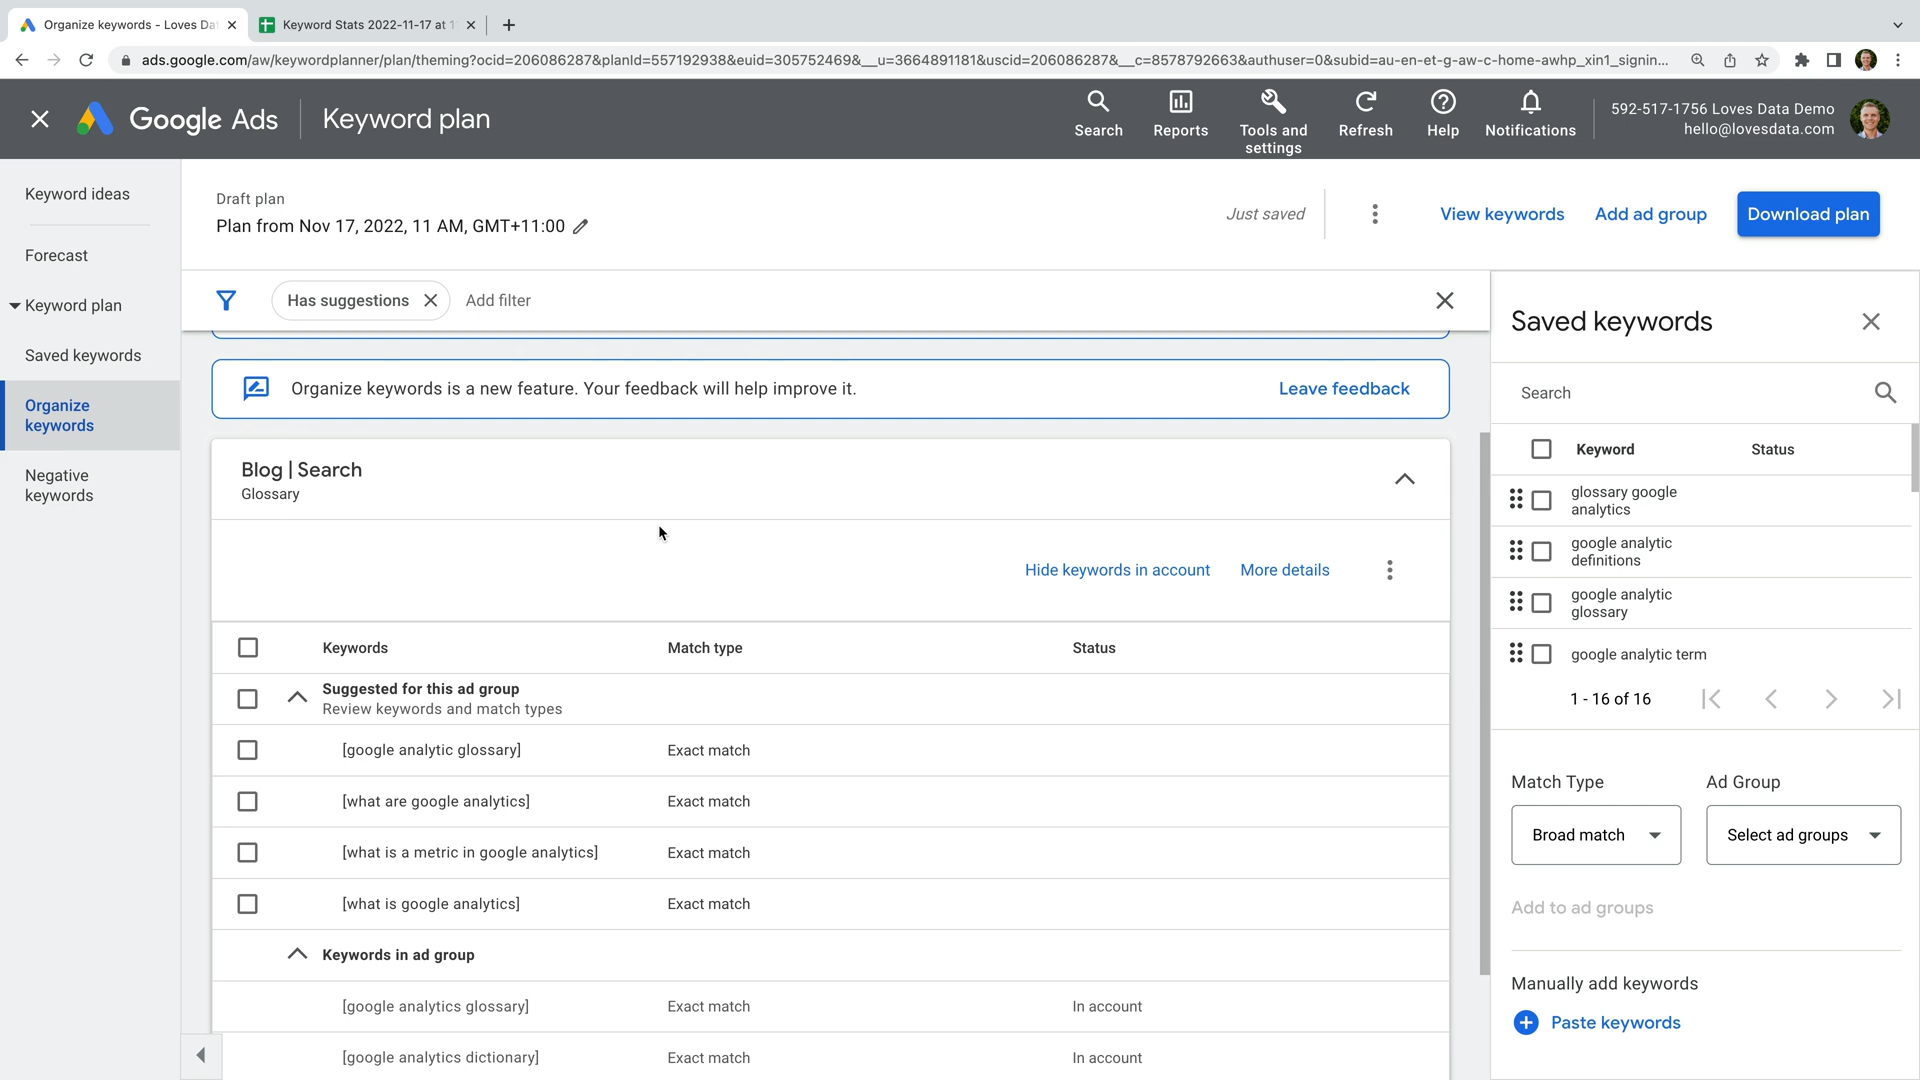 Organize keywords - Loves Da
Keyword Stats 2022-11-17 at 1
ads.google.com/aw/keywordplanner/plan/theming?ocid=206086287&planId=557192938&euid=305752469&__u=3664891181&uscid=206086287&__c=8578792663&authuser=0&subid=au-en-et-g-aw-c-home-awhp_xin1_signin...
Google Ads
Keyword plan
Search
Reports
Tools and
settings
Refresh
Help
Notifications
592-517-1756 Loves Data Demo
hello@lovesdata.com
Keyword ideas
Forecast
Keyword plan
Saved keywords
Organize
keywords
Negative
keywords
Draft plan
Plan from Nov 17, 2022, 11 AM, GMT+11:00
Just saved
View keywords
Add ad group
Download plan
Has suggestions
Add filter
Organize keywords is a new feature. Your feedback will help improve it.
Leave feedback
Blog | Search
Glossary
Hide keywords in account
More details
Keywords
Match type
Status
Suggested for this ad group
Review keywords and match types
[google analytic glossary]
Exact match
[what are google analytics]
Exact match
[what is a metric in google analytics]
Exact match
[what is google analytics]
Exact match
Keywords in ad group
[google analytics glossary]
Exact match
In account
[google analytics dictionary]
Exact match
In account
Saved keywords
Search
Keyword
Status
glossary google
analytics
google analytic
definitions
google analytic
glossary
google analytic term
1 - 16 of 16
Match Type
Ad Group
Broad match
Select ad groups
Add to ad groups
Manually add keywords
Paste keywords